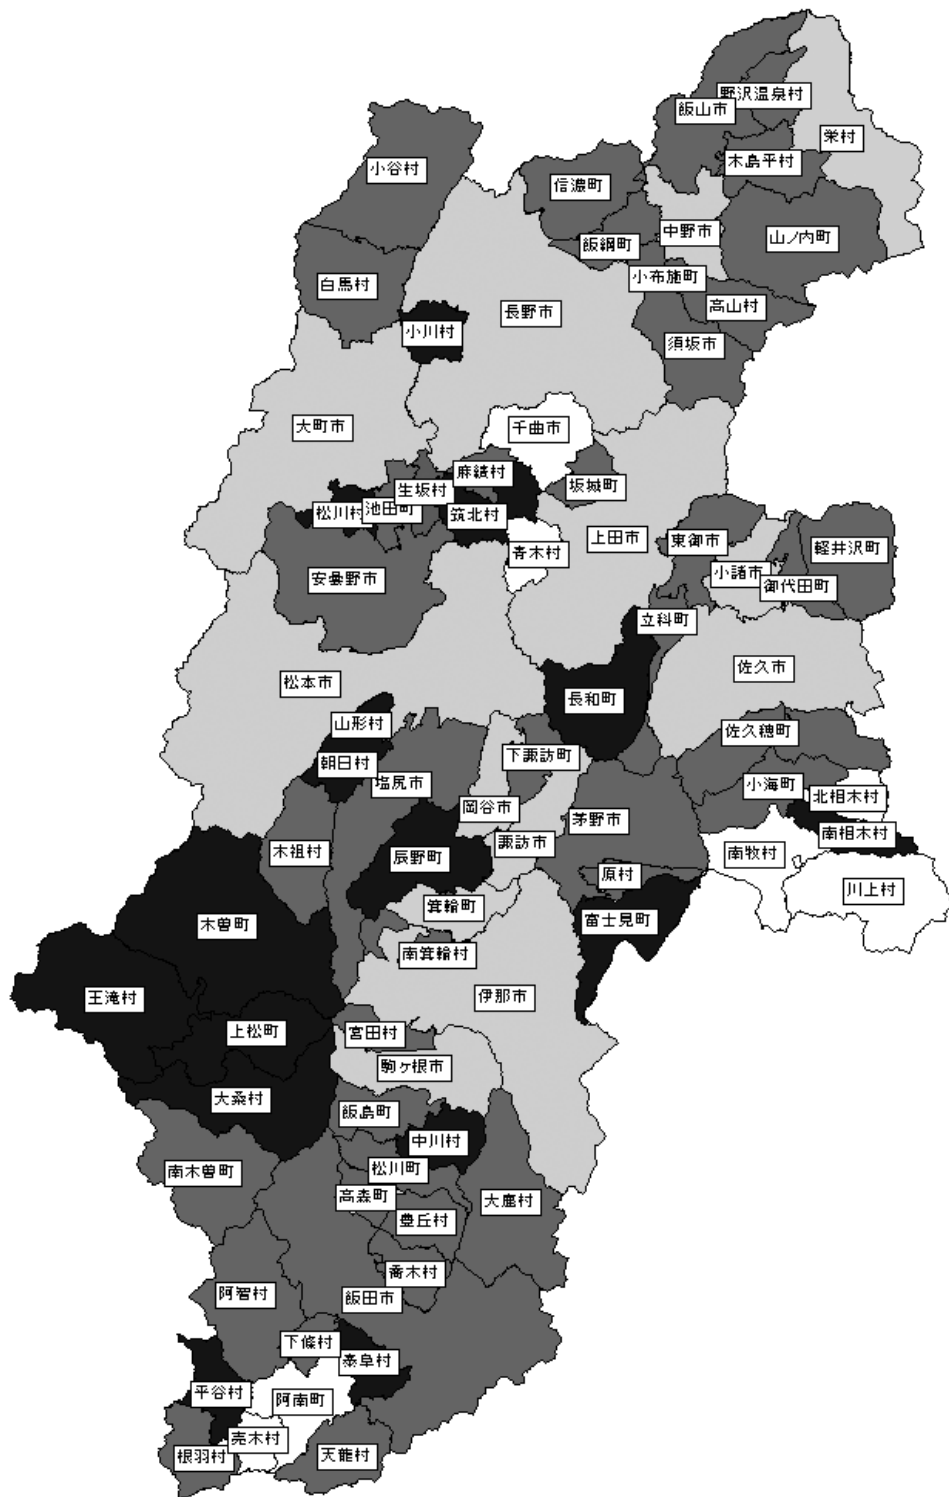 野沢温泉村
飯山市
栄村
木島平村
小谷村
信濃町
中野市
山ノ内町
飯綱町
小布施町
白馬村
高山村
長野市
小川村
須坂市
大町市
千曲市
麻績村
坂城町
生坂村
松川村
池田町
筑北村
上田市
東御市
軽井沢町
青木村
小諸市
安曇野市
御代田町
立科町
佐久市
松本市
長和町
山形村
佐久穂町
下諏訪町
朝日村
塩尻市
小海町
北相木村
岡谷市
茅野市
南相木村
諏訪市
木祖村
辰野町
南牧村
原村
川上村
箕輪町
木曽町
富士見町
南箕輪村
王滝村
伊那市
上松町
宮田村
駒ヶ根市
大桑村
飯島町
中川村
南木曽町
松川町
高森町
大鹿村
豊丘村
喬木村
阿智村
飯田市
下條村
泰阜村
平谷村
阿南町
売木村
根羽村
天龍村